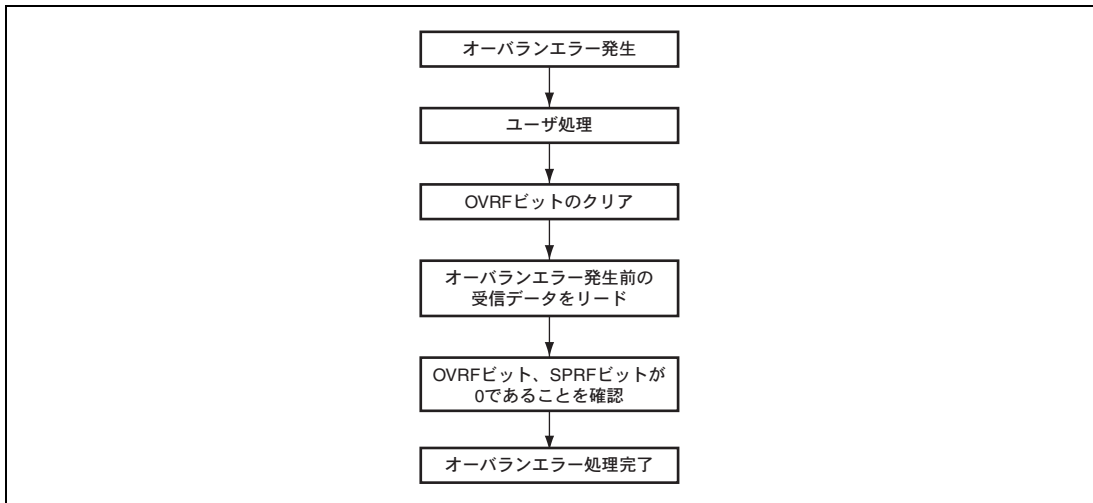 オーバランエラー発生
ユーザ処理
OVRFビットのクリア
オーバランエラー発生前の
受信データをリード
OVRFビット、SPRFビットが
0であることを確認
オーバランエラー処理完了